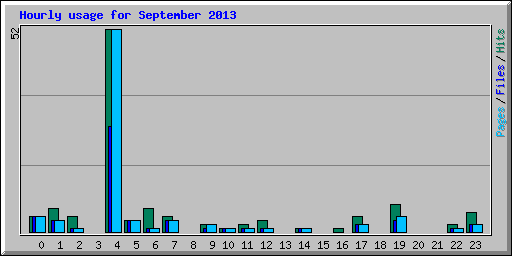 Hourly usage for September 2013
52
Pages/Files/Hits
0 1 2 3 4 5 6 7 8 9 10 11 12 13 14 15 16 17 18 19 20 21 22 23